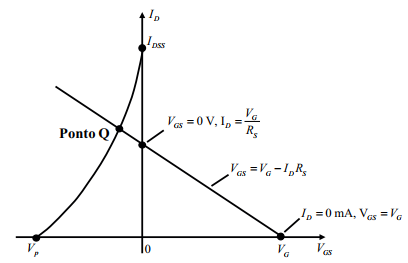 I_D
I_DSS
V_GS = 0 V, I_D = V_G / R_S
Ponto Q
V_GS = V_G – I_D R_S
I_D = 0 mA, V_GS = V_G
V_P
0
V_G
V_GS